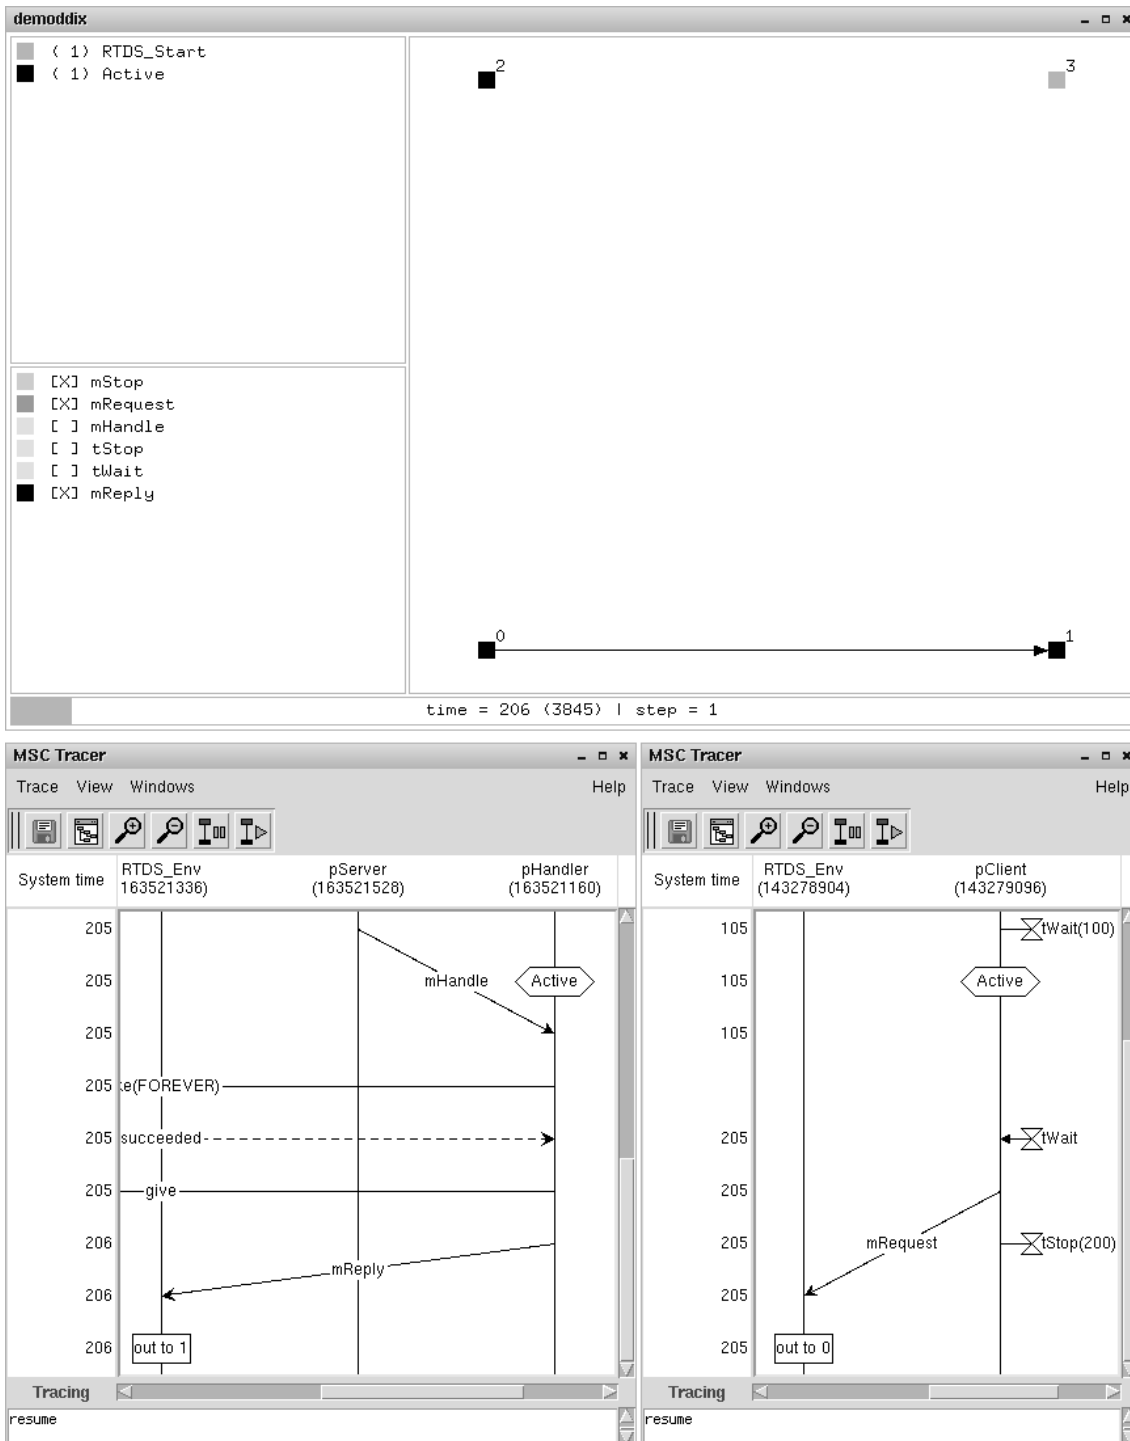 demoddix
( 1) RTDS_Start
( 1) Active
2
3
[X] mStop
[X] mRequest
[ ] mHandle
[ ] tStop
[ ] tWait
[X] mReply
0
1
time = 206 (3845) | step = 1
MSC Tracer
Trace View Windows Help
System time
RTDS_Env
163521336)
pServer
(163521528)
pHandler
(163521160)
205
205 mHandle Active
205
205 :e(FOREVER)
205 succeeded
205 give
206
mReply
206
206 out to 1
Tracing
resume
MSC Tracer
Trace View Windows Help
System time
RTDS_Env
(143278904)
pClient
(143279096)
105 tWait(100)
105 Active
105
205 tWait
205
205 mRequest tStop(200)
205
205 out to 0
Tracing
resume